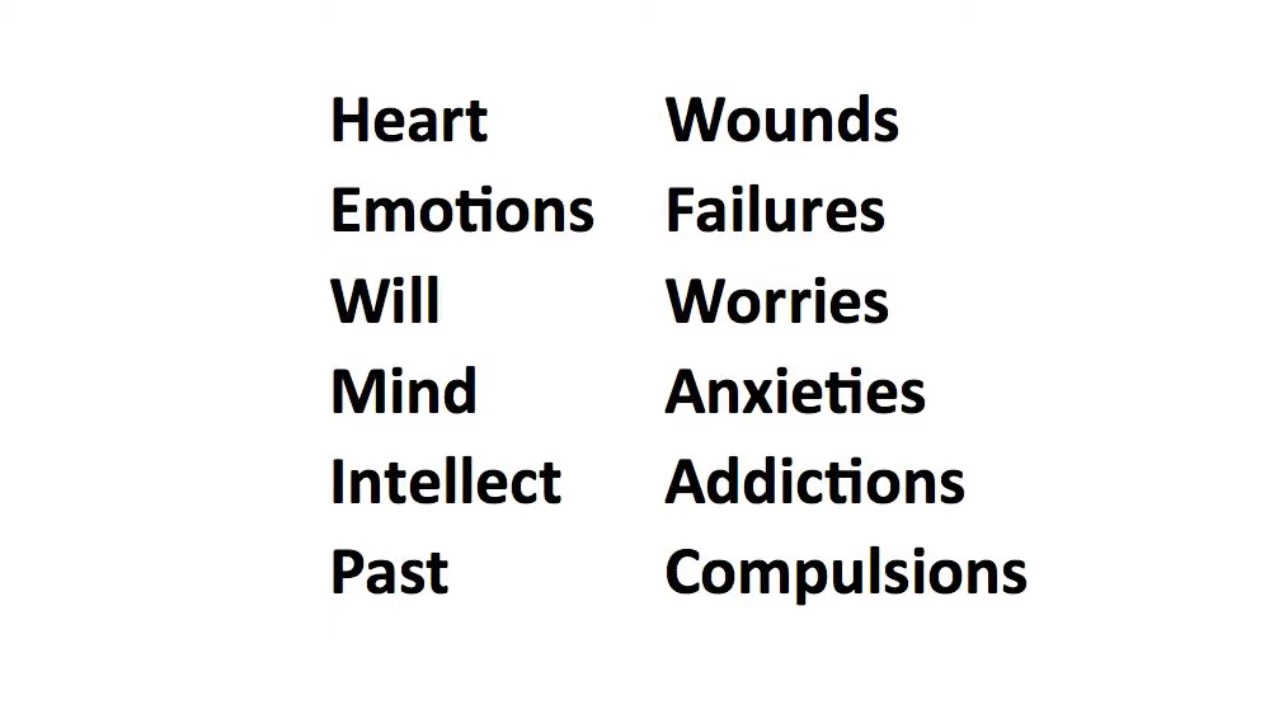 Heart Wounds
Emotions Failures
Will Worries
Mind Anxieties
Intellect Addictions
Past Compulsions